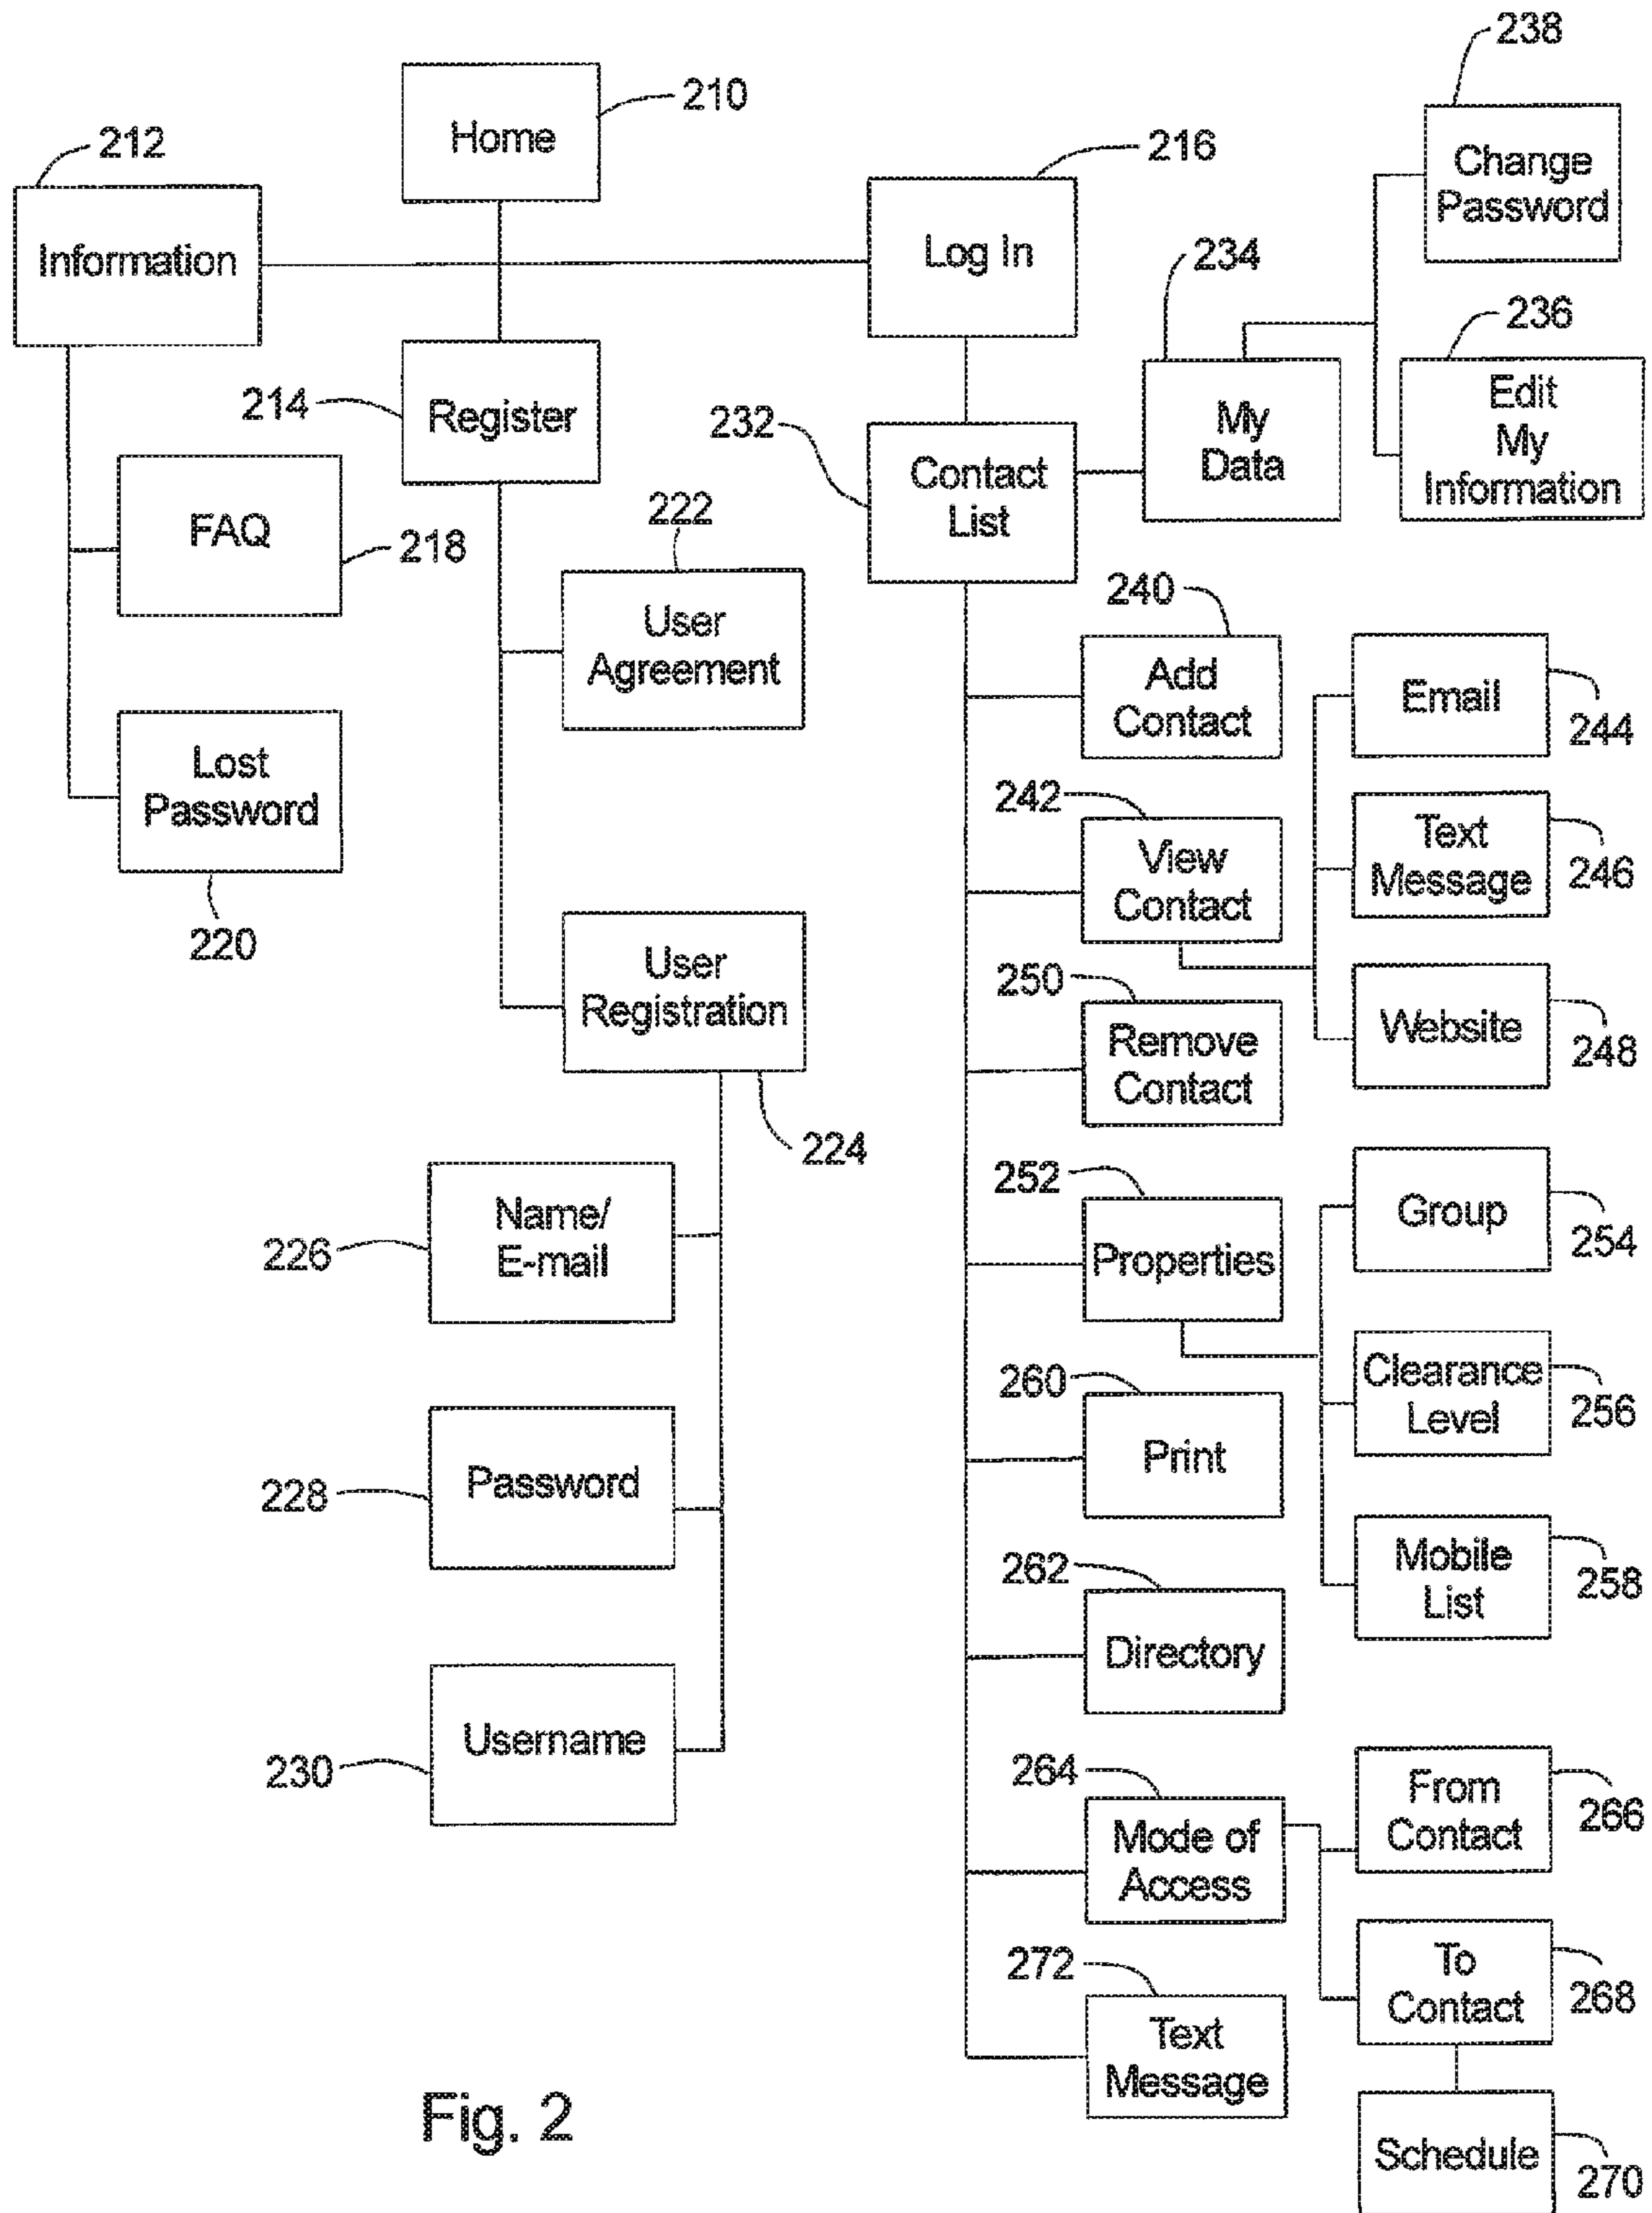 238
210
Home
212
216
Change
Password
Information
Log In
234
236
214
Register
232
Contact
List
My
Data
Edit
My
Information
FAQ
218
222
User
Agreement
240
Add
Contact
Email
244
Lost
Password
220
242
View
Contact
Text
Message
246
User
Registration
224
250
Remove
Contact
Website
248
226
Name/
E-mail
252
Properties
Group
254
260
Print
Clearance
Level
256
228
Password
262
Directory
Mobile
List
258
230
Username
264
Mode of
Access
From
Contact
266
272
Text
Message
To
Contact
268
Schedule
270
Fig. 2